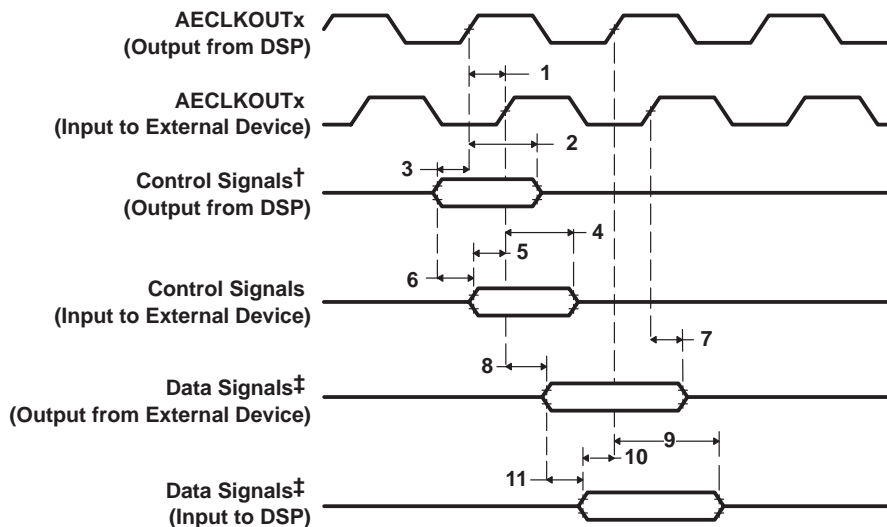 AECLKOUTx
(Output from DSP)
1
AECLKOUTx
(Input to External Device)
2
3
Control Signals†
(Output from DSP)
4
5
6
Control Signals
(Input to External Device)
7
8
Data Signals‡
(Output from External Device)
9
10
11
Data Signals‡
(Input to DSP)